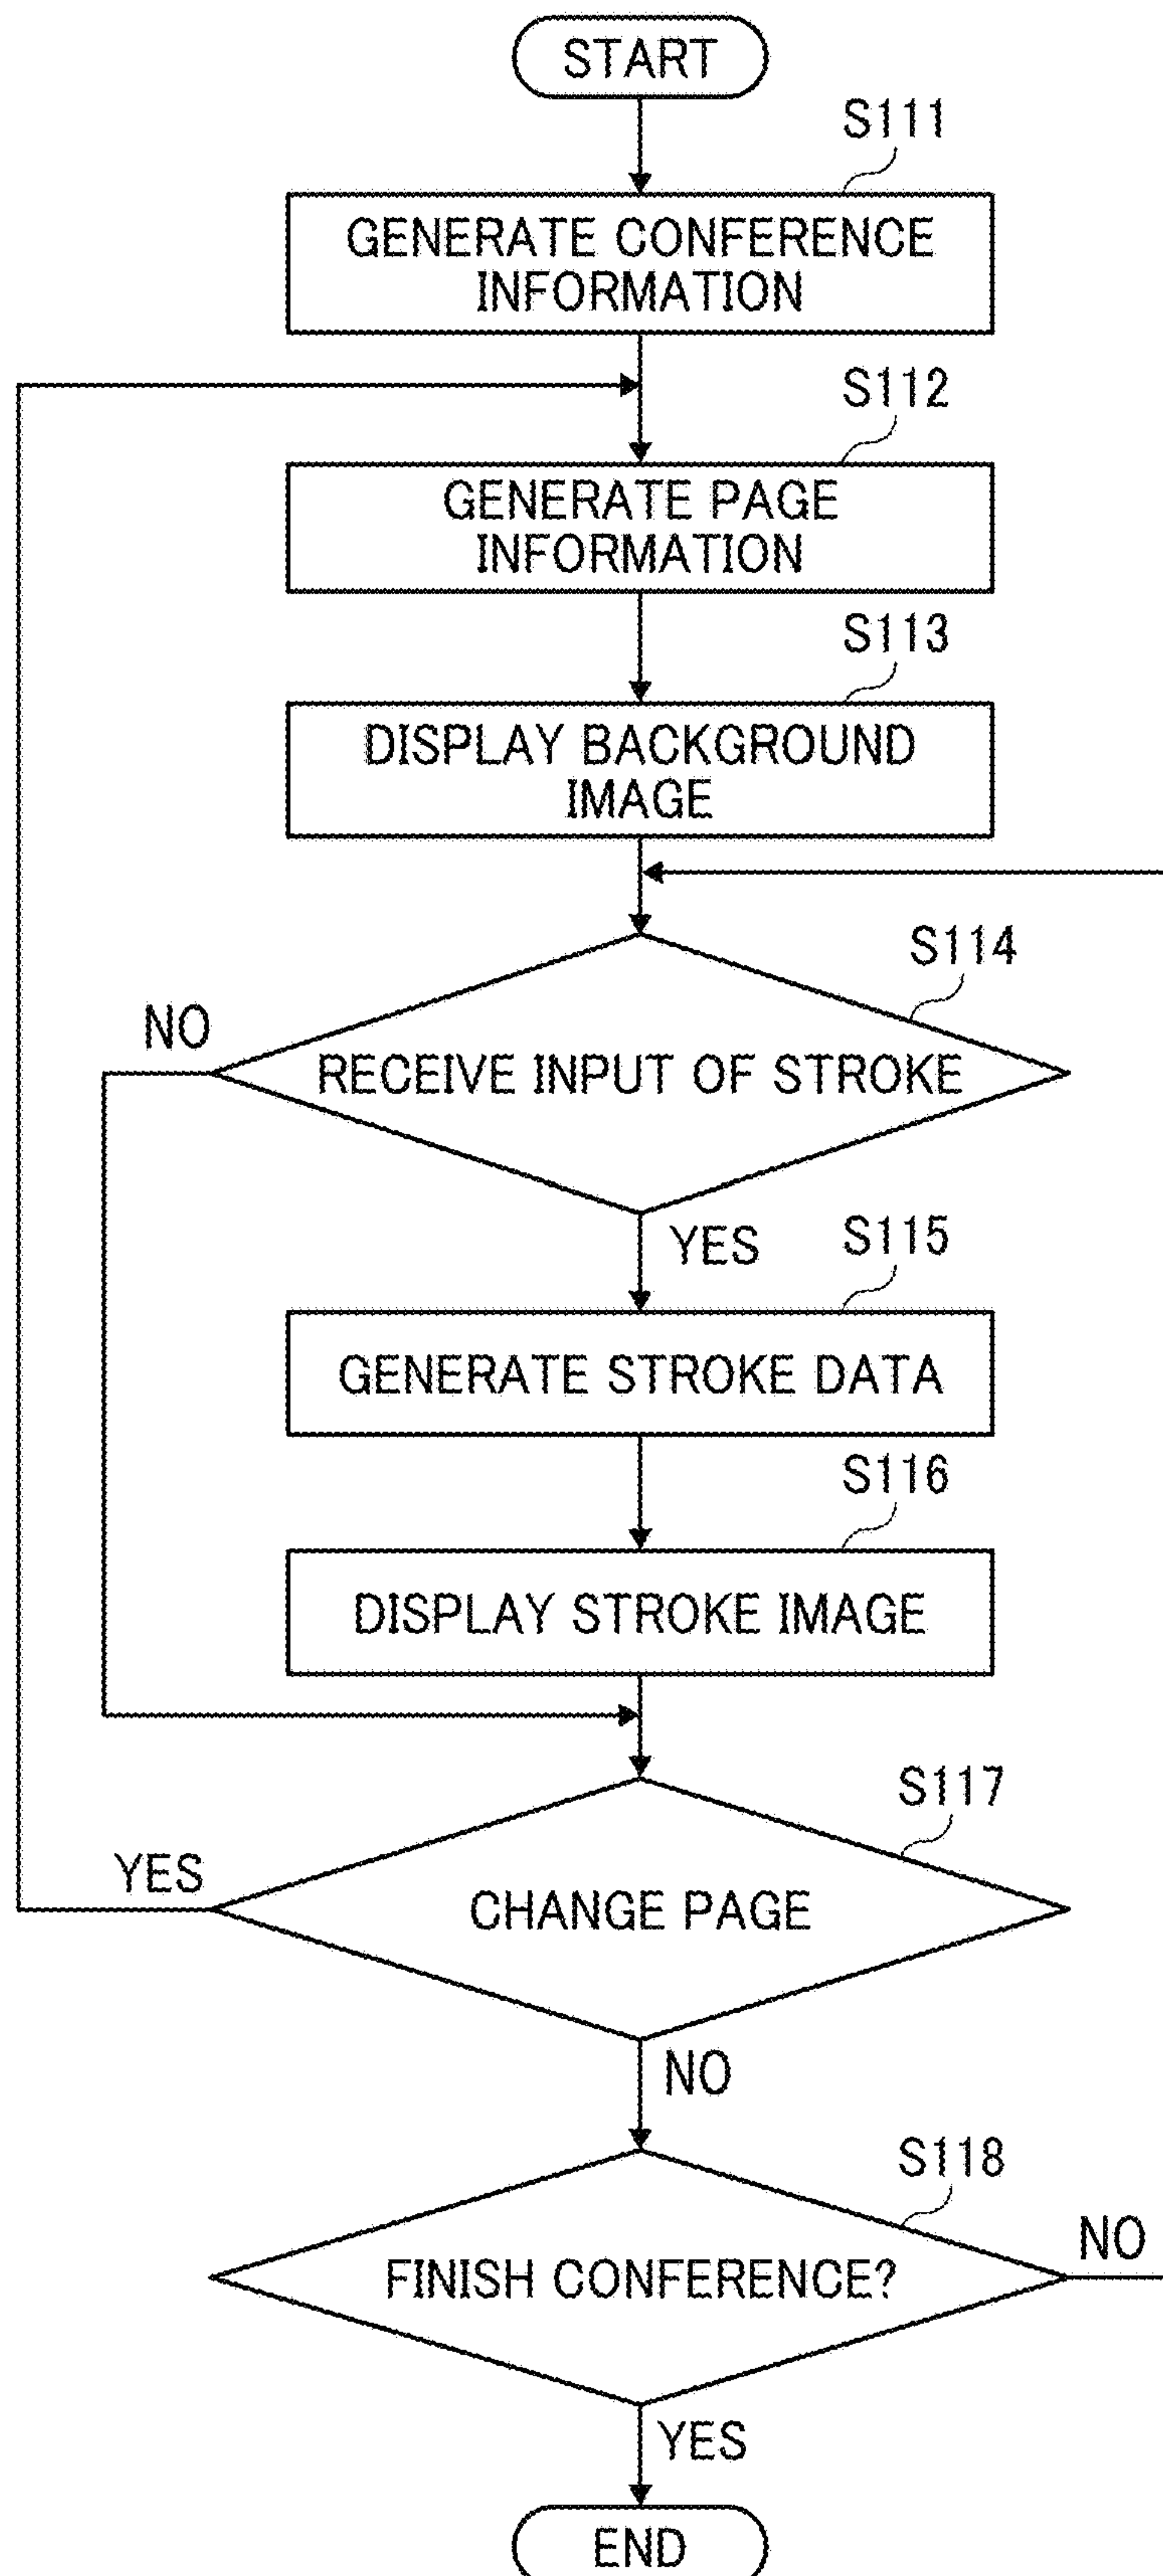 START
S111
GENERATE CONFERENCE
INFORMATION
S112
GENERATE PAGE
INFORMATION
S113
DISPLAY BACKGROUND
IMAGE
S114
NO
RECEIVE INPUT OF STROKE
YES
S115
GENERATE STROKE DATA
S116
DISPLAY STROKE IMAGE
S117
YES
CHANGE PAGE
NO
S118
FINISH CONFERENCE?
NO
YES
END